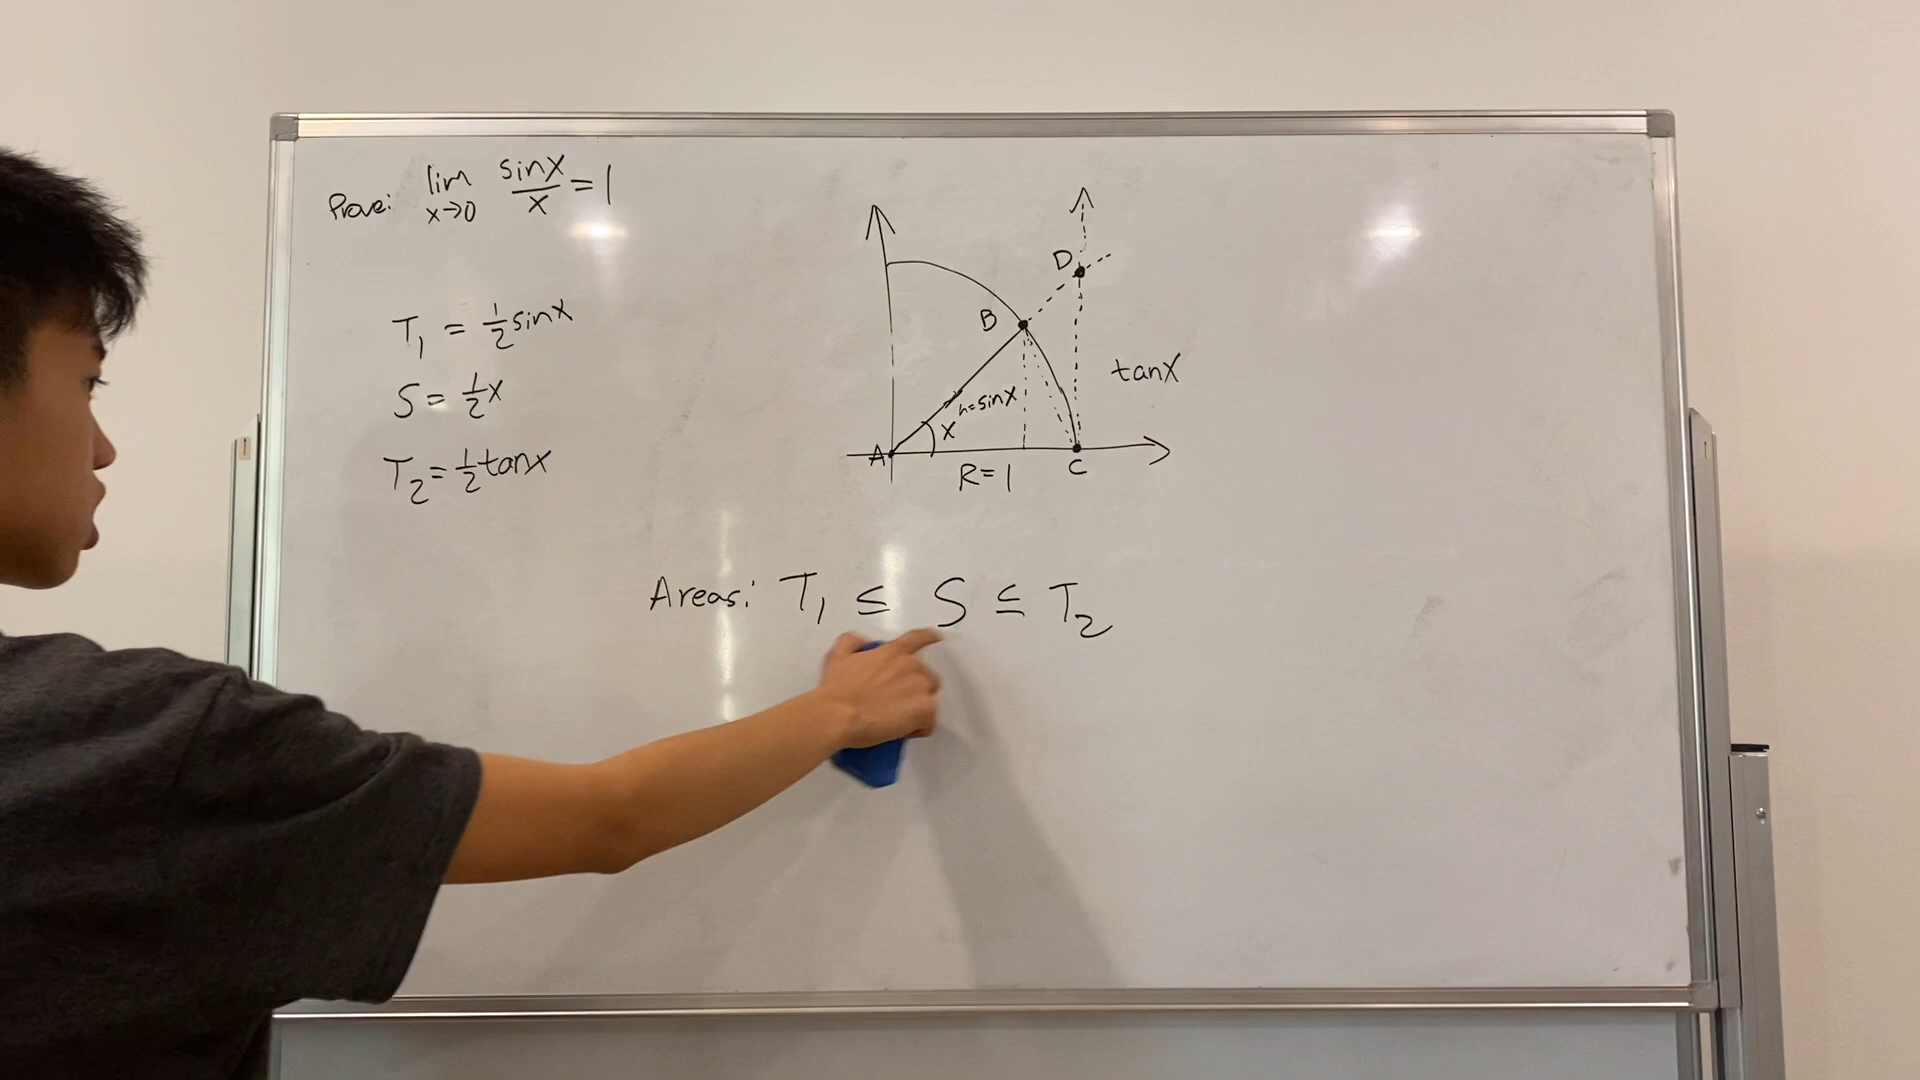 Prove: lim x→0 sinx/x = 1
T₁ = 1/2 sinx
S = 1/2 x
T₂ = 1/2 tanx
D
B
tanx
h=sinx
x
A
C
R=1
Areas: T₁ ≤ S ≤ T₂